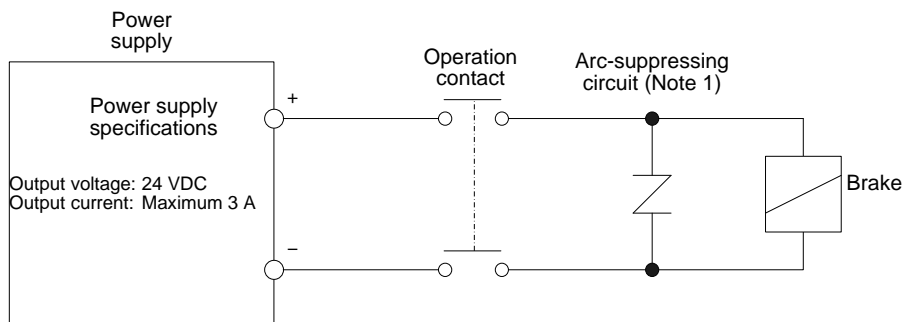 Power
supply
Operation
contact
Arc-suppressing
circuit (Note 1)
+
Power supply
specifications
Output voltage: 24 VDC
Output current: Maximum 3 A
Brake
−